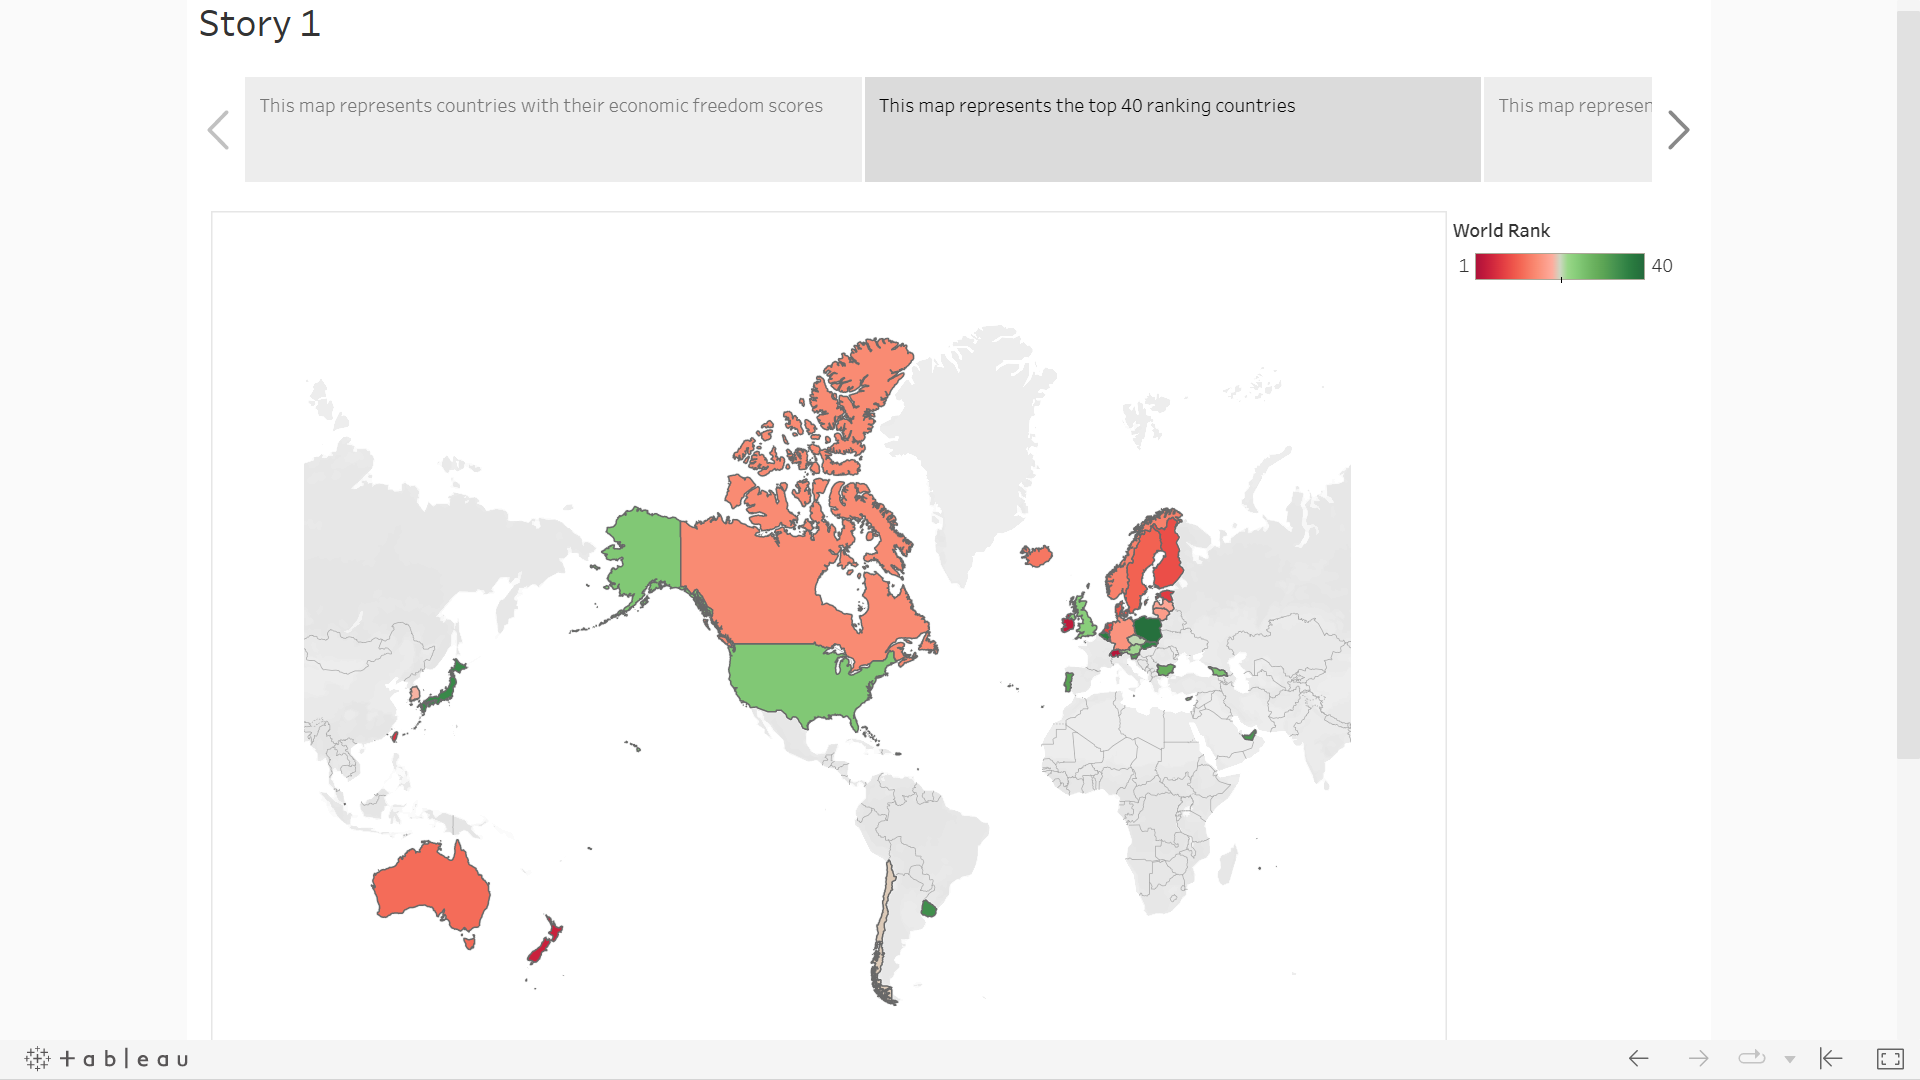 Story 1
This map represents countries with their economic freedom scores
This map represents the top 40 ranking countries
This map represen
World Rank
1
40
+ableau